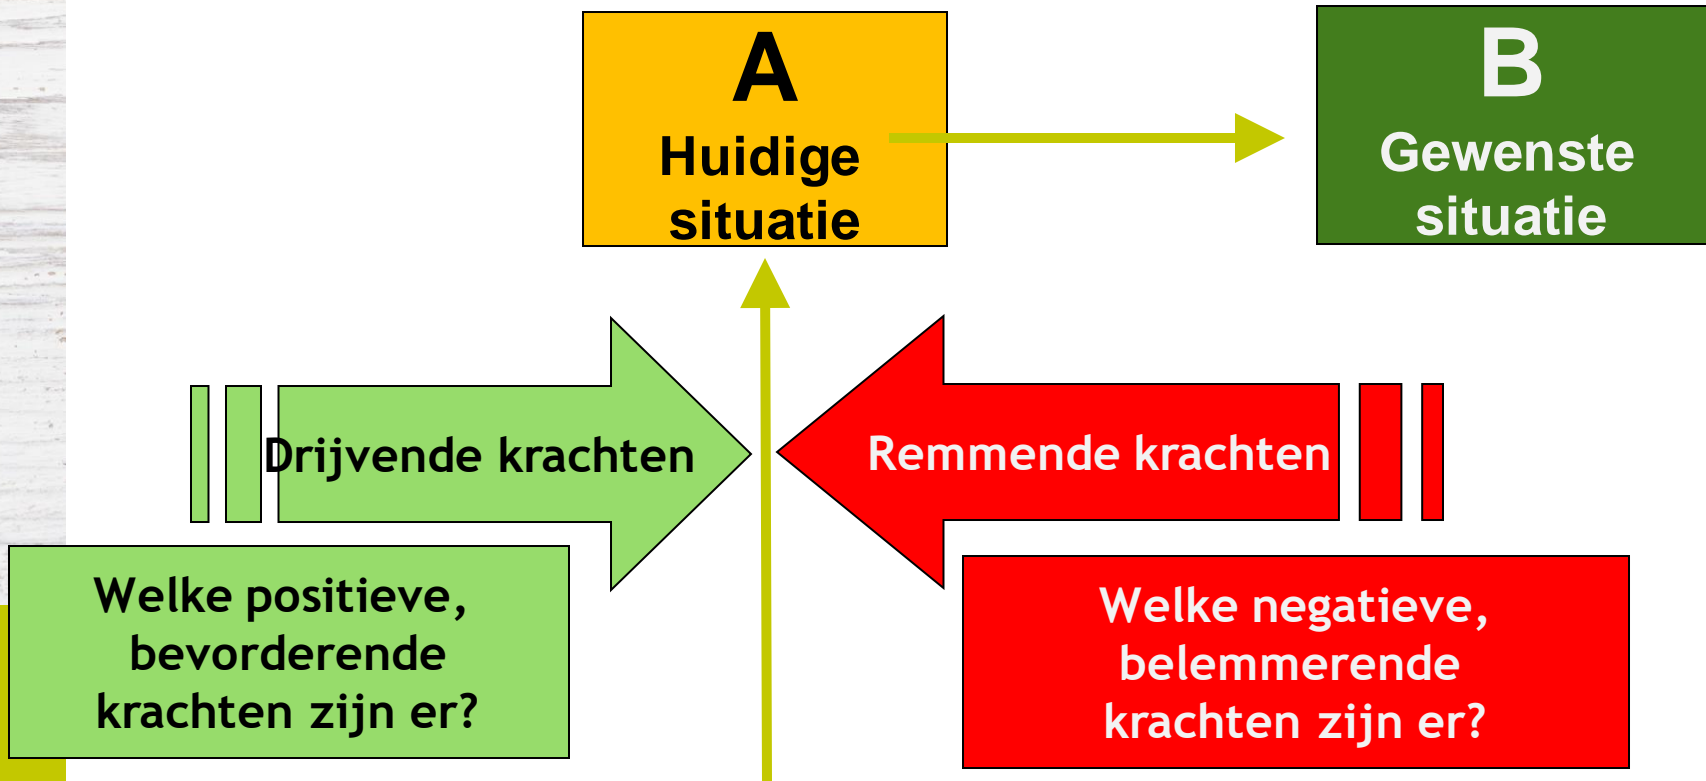 A
Huidige
situatie
B
Gewenste
situatie
Drijvende krachten
Remmende krachten
Welke positieve,
bevorderende
krachten zijn er?
Welke negatieve,
belemmerende
krachten zijn er?